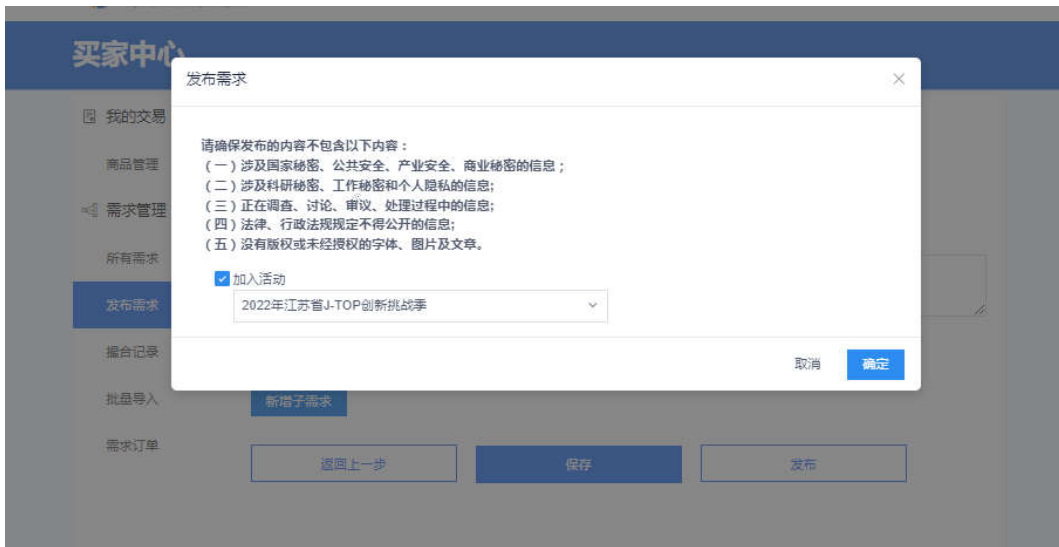 买家中心
发布需求
我的交易
请确保发布的内容不包含以下内容：
（一）涉及国家秘密、公共安全、产业安全、商业秘密的信息；
商品管理
（二）涉及科研秘密、工作秘密和个人隐私的信息;
（三）正在调查、讨论、审议、处理过程中的信息;
需求管理
（四）法律、行政法规规定不得公开的信息;
（五）没有版权或未经授权的字体、图片及文章。
所有需求
加入活动
发布需求
2022年江苏省J-TOP创新挑战季
撮合记录
取消
确定
批量导入
新增子需求
需求订单
返回上一步
保存
发布